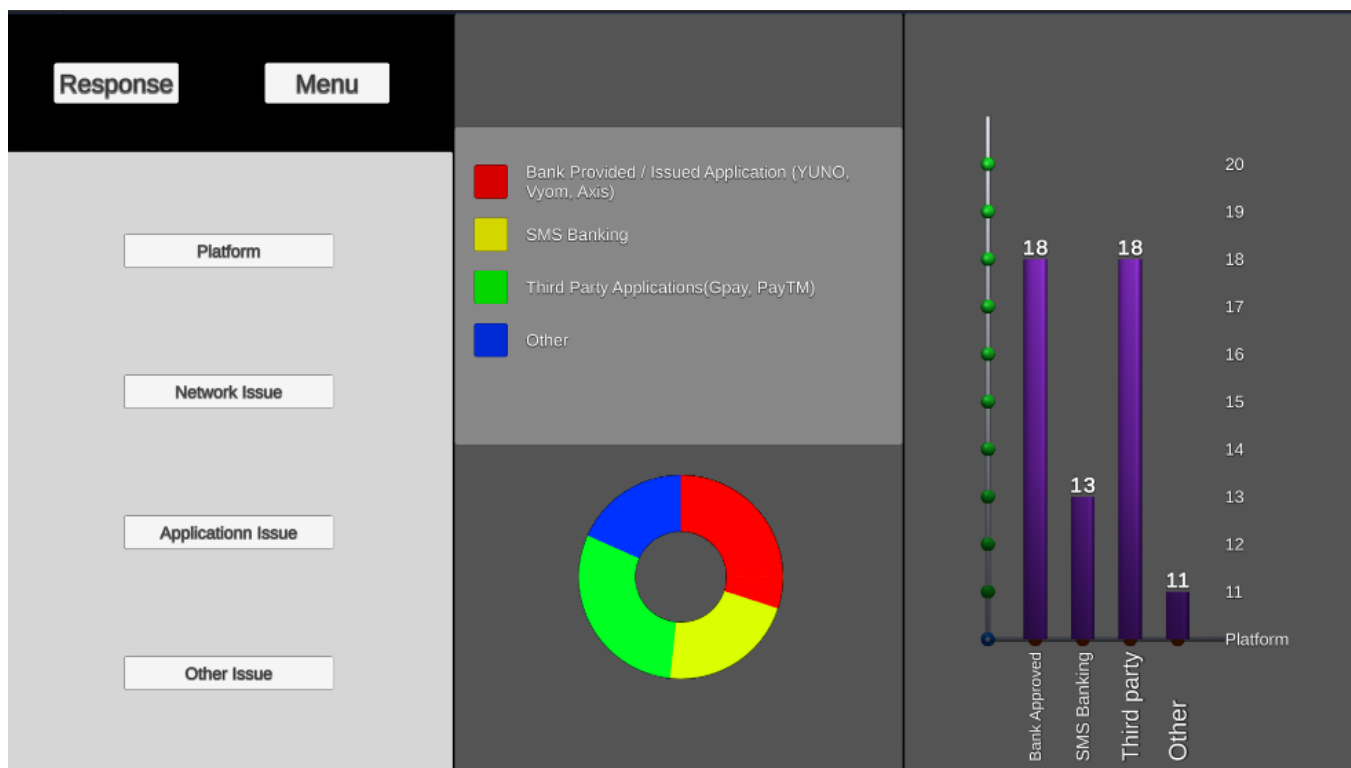 Response
Menu
Platform
Network Issue
Applicationn Issue
Other Issue
Bank Provided / Issued Application (YUNO,
Vyom, Axis)
SMS Banking
Third Party Applications(Gpay, PayTM)
Other
20
19
18
17
16
15
14
13
12
11
Platform
18
13
18
11
Bank Approved
SMS Banking
Third party
Other